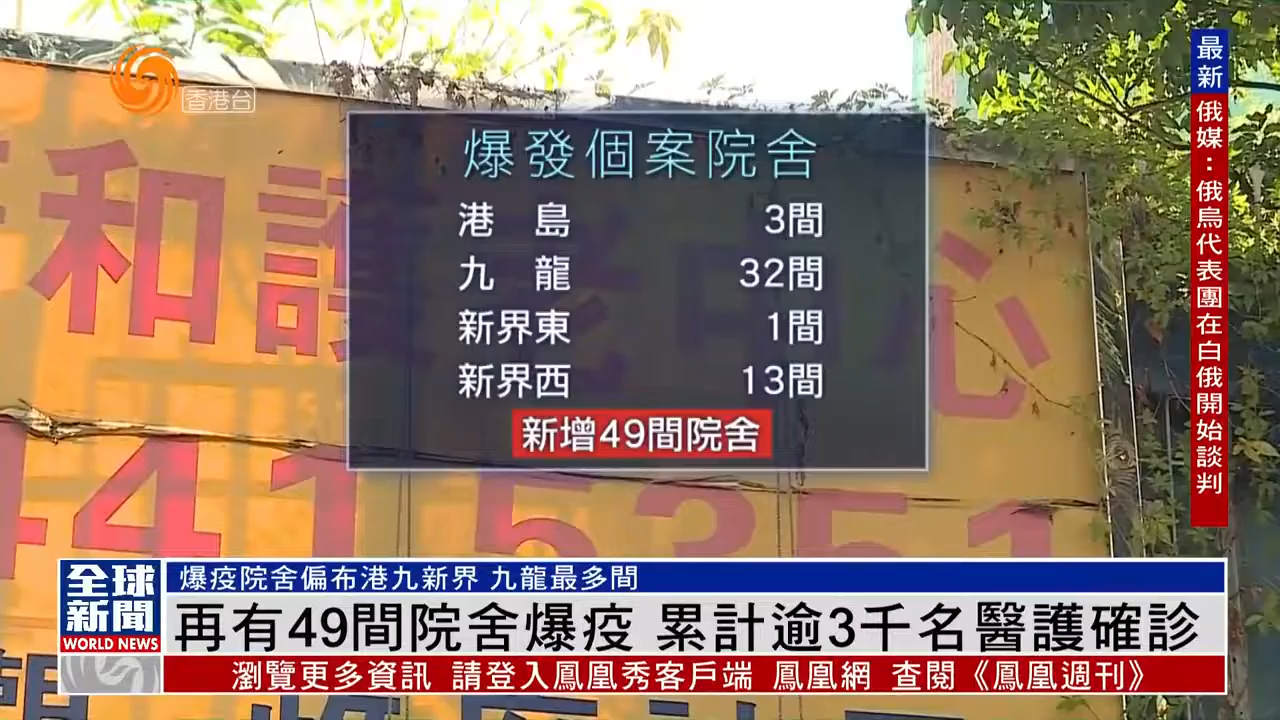 香港台
爆發個案院舍
港島 3間
九龍 32間
新界東 1間
新界西 13間
新增49間院舍
和護老中心
4415351
最新
俄媒：俄烏代表團在白俄開始談判
爆疫院舍偏布港九新界 九龍最多間
全球新聞
WORLD NEWS
再有49間院舍爆疫 累計逾3千名醫護確診
瀏覽更多資訊 請登入鳳凰秀客戶端 鳳凰網 查閱《鳳凰週刊》